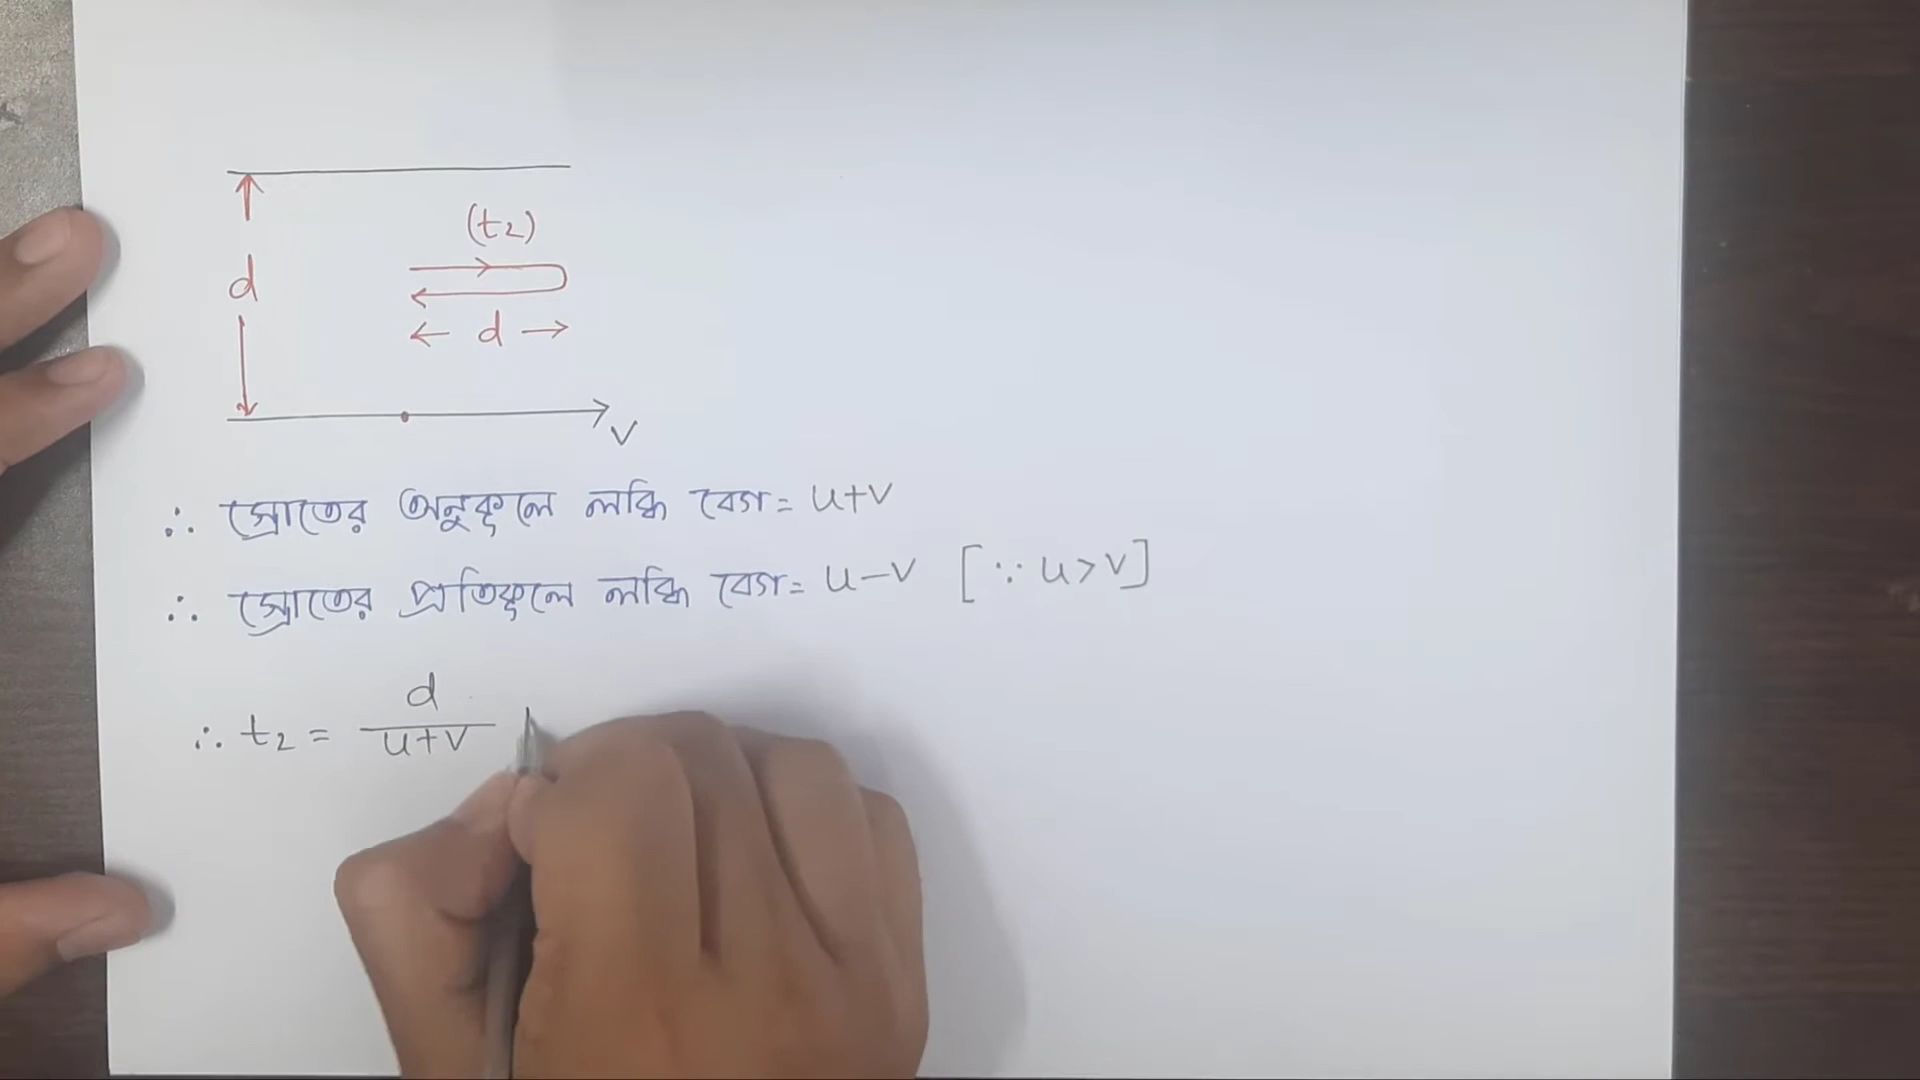 (t₂)
d
← d →
v
∴ স্রোতের অনুকূলে লব্ধি বেগ = u+v
∴ স্রোতের প্রতিকূলে লব্ধি বেগ = u−v [∵ u>v]
∴ t₂ = d/(u+v)